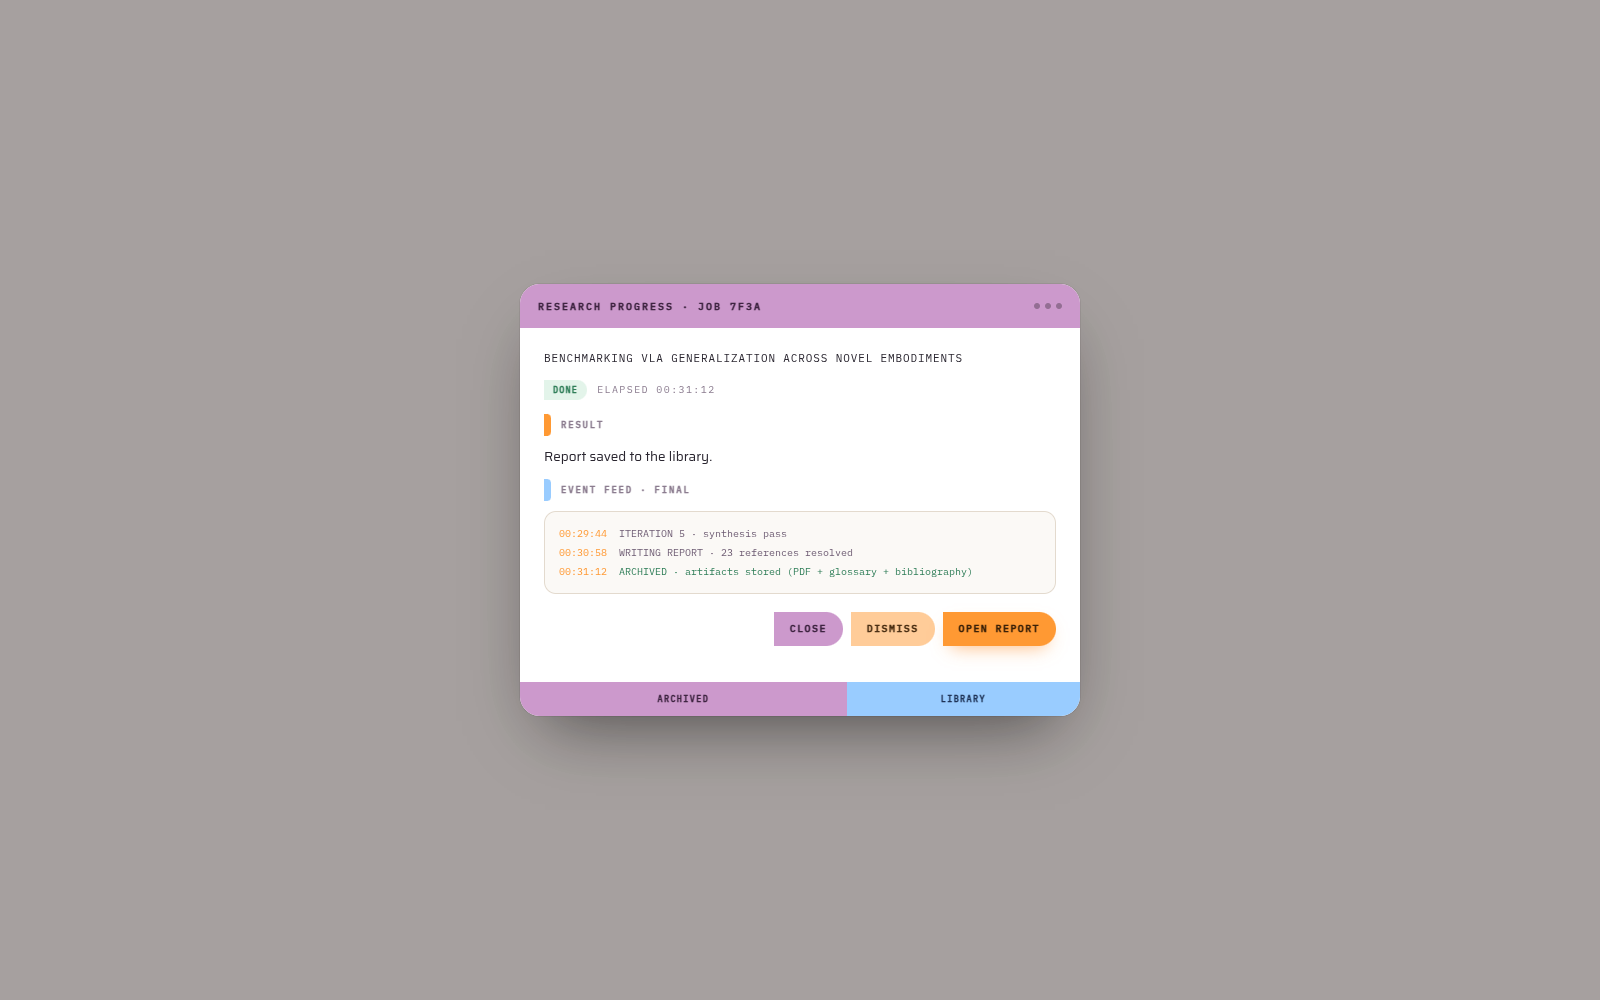 RESEARCH PROGRESS · JOB 7F3A
BENCHMARKING VLA GENERALIZATION ACROSS NOVEL EMBODIMENTS
DONE ELAPSED 00:31:12
RESULT
Report saved to the library.
EVENT FEED · FINAL
00:29:44 ITERATION 5 · synthesis pass
00:30:58 WRITING REPORT · 23 references resolved
00:31:12 ARCHIVED · artifacts stored (PDF + glossary + bibliography)
CLOSE DISMISS OPEN REPORT
ARCHIVED LIBRARY